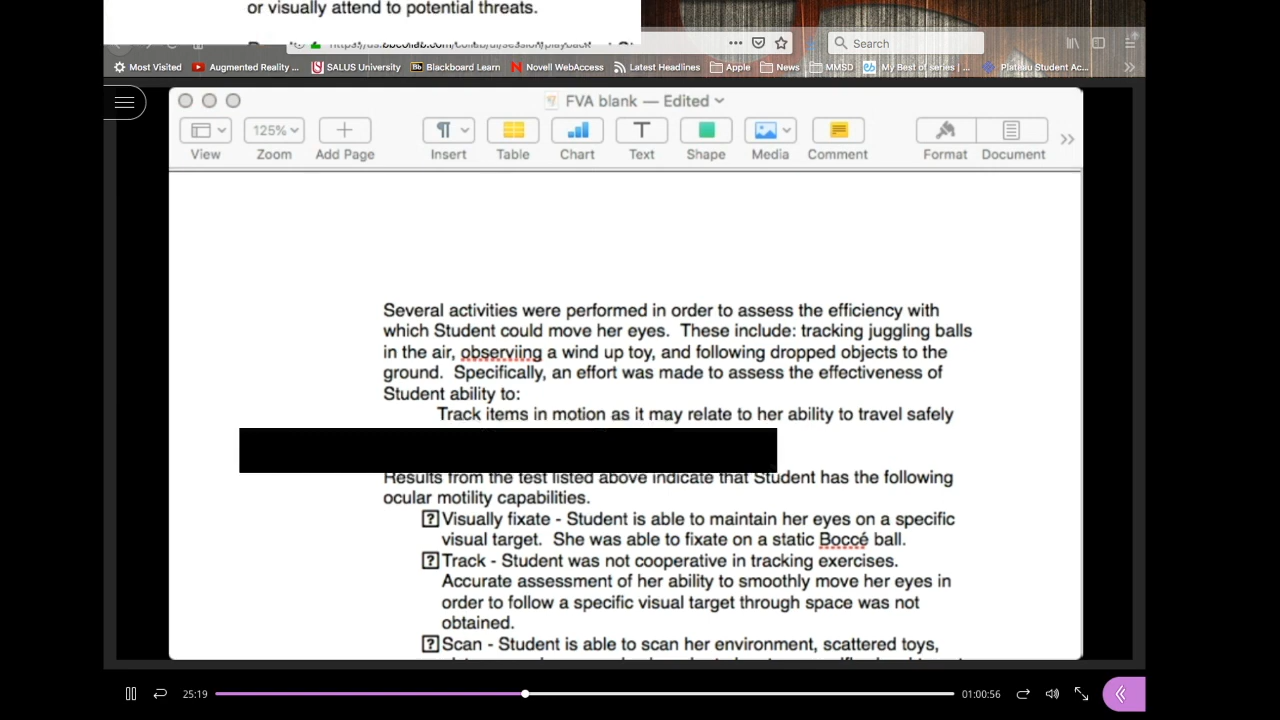 or visually attend to potential threats.
Search
Most Visited Augmented Reality ... SALUS University Blackboard Learn Novell WebAccess Latest Headlines Apple News MMSD My Best of series | ... Plateau Student Ac...
FVA blank — Edited
125%
View Zoom Add Page Insert Table Chart Text Shape Media Comment Format Document
Several activities were performed in order to assess the efficiency with
which Student could move her eyes. These include: tracking juggling balls
in the air, observiing a wind up toy, and following dropped objects to the
ground. Specifically, an effort was made to assess the effectiveness of
Student ability to:
Track items in motion as it may relate to her ability to travel safely
Results from the test listed above indicate that Student has the following
ocular motility capabilities.
Visually fixate - Student is able to maintain her eyes on a specific
visual target. She was able to fixate on a static Boccé ball.
Track - Student was not cooperative in tracking exercises.
Accurate assessment of her ability to smoothly move her eyes in
order to follow a specific visual target through space was not
obtained.
Scan - Student is able to scan her environment, scattered toys,
25:19 01:00:56